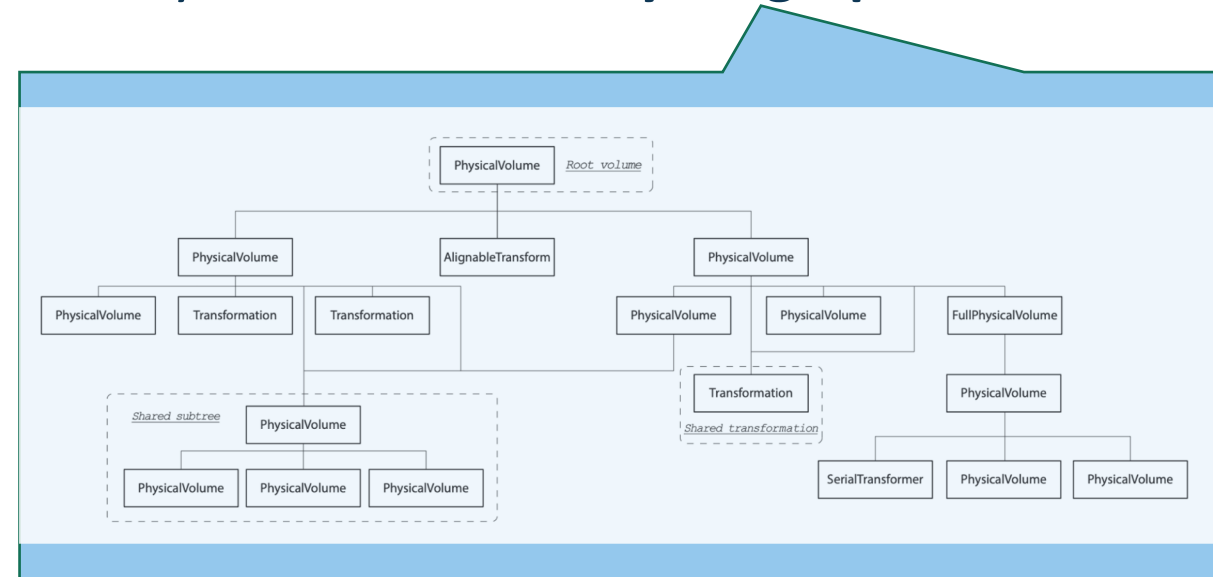 PhysicalVolume Root volume
PhysicalVolume AlignableTransform PhysicalVolume
PhysicalVolume Transformation Transformation PhysicalVolume PhysicalVolume FullPhysicalVolume
Transformation PhysicalVolume
Shared subtree PhysicalVolume Shared transformation
SerialTransformer PhysicalVolume PhysicalVolume
PhysicalVolume PhysicalVolume PhysicalVolume